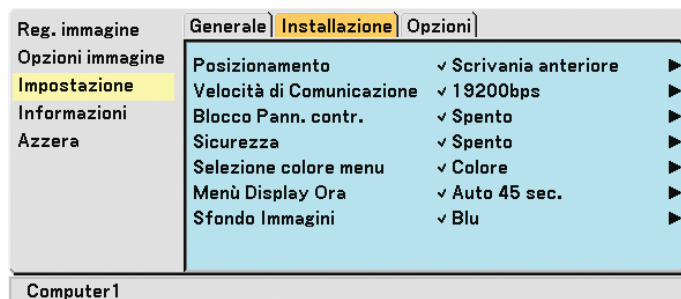 Reg. immagine
Opzioni immagine
Impostazione
Informazioni
Azzera
Generale Installazione Opzioni
Posizionamento ✓ Scrivania anteriore ▶
Velocità di Comunicazione ✓ 19200bps ▶
Blocco Pann. contr. ✓ Spento ▶
Sicurezza ✓ Spento ▶
Selezione colore menu ✓ Colore ▶
Menù Display Ora ✓ Auto 45 sec. ▶
Sfondo Immagini ✓ Blu ▶
Computer1